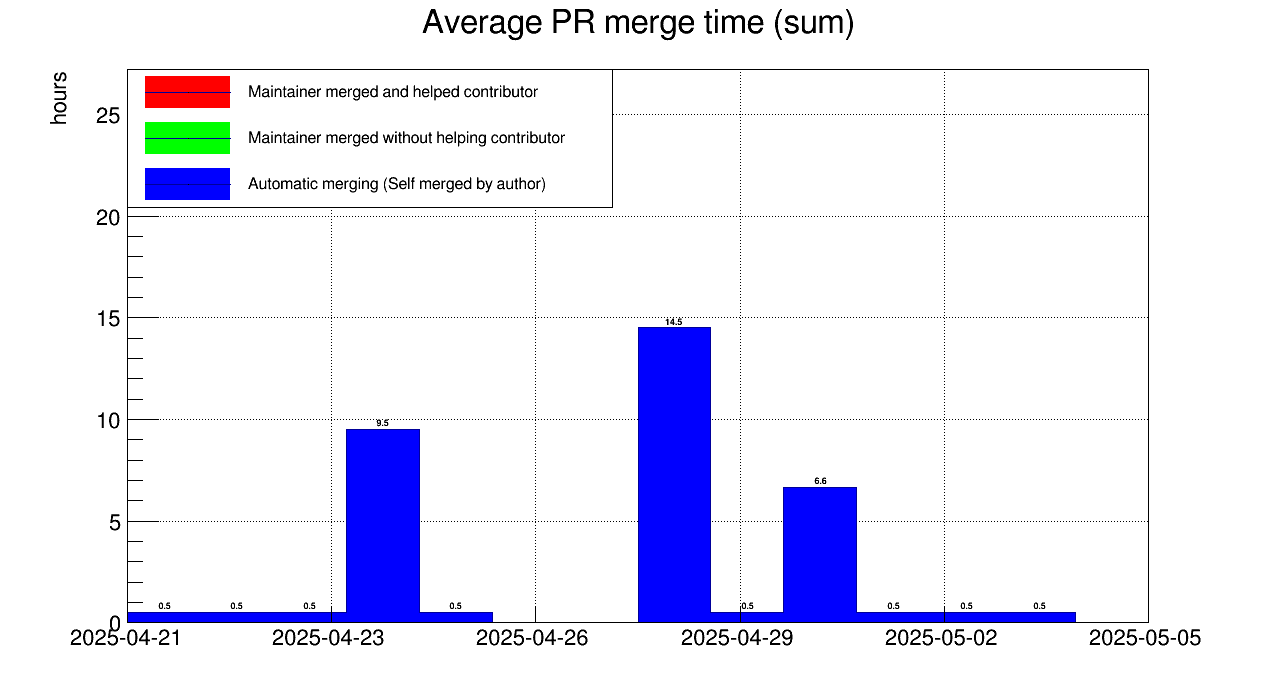 Average PR merge time (sum)
hours
Maintainer merged and helped contributor
Maintainer merged without helping contributor
Automatic merging (Self merged by author)
25
20
15
10
5
0
14.5
9.5
6.6
0.5 0.5 0.5 0.5 0.5 0.5 0.5 0.5
2025-04-21 2025-04-23 2025-04-26 2025-04-29 2025-05-02 2025-05-05